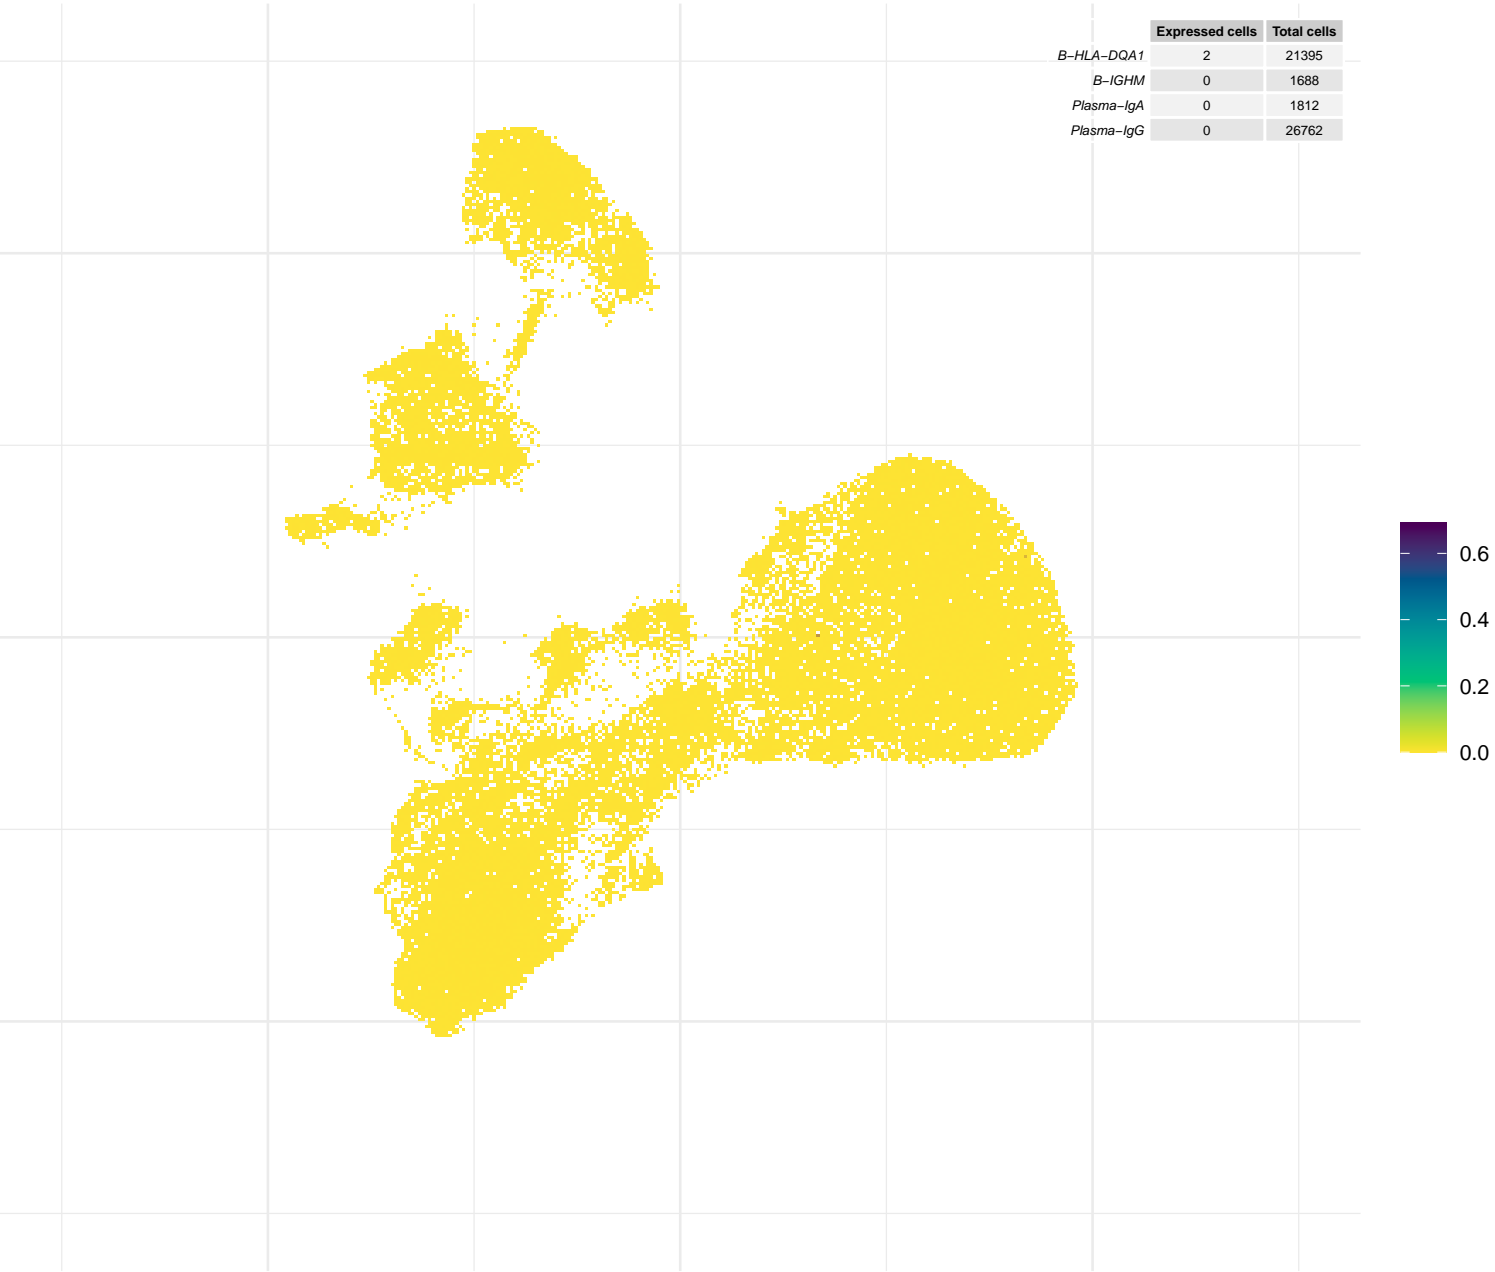 Expressed cells Total cells
B−HLA−DQA1 2 21395
B−IGHM 0 1688
Plasma−IgA 0 1812
Plasma−IgG 0 26762
0.6
0.4
0.2
0.0